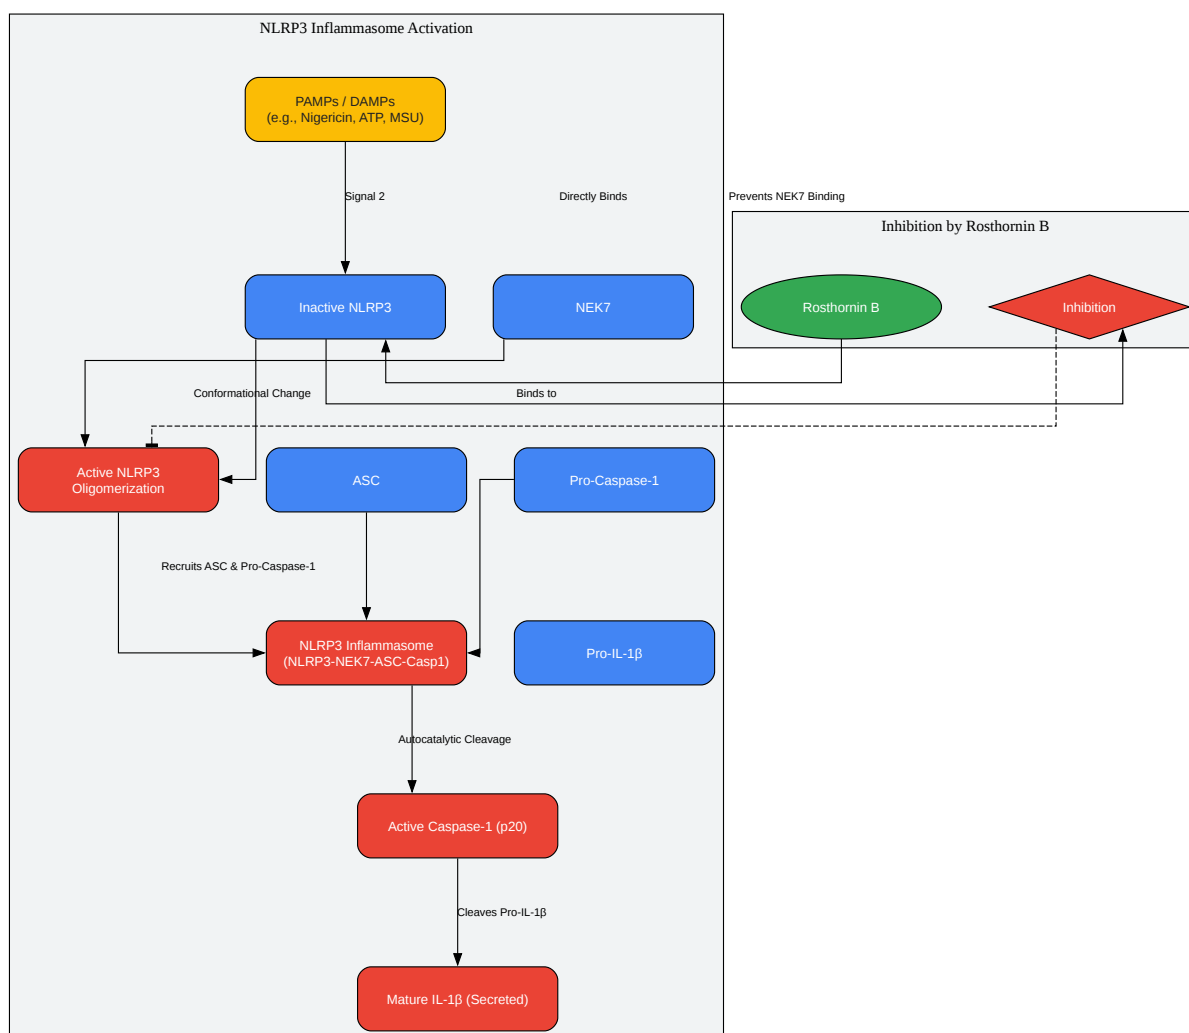 NLRP3 Inflammasome Activation
PAMPs / DAMPs
(e.g., Nigericin, ATP, MSU)
Signal 2
Directly Binds
Prevents NEK7 Binding
Inhibition by Rosthornin B
Inactive NLRP3
NEK7
Rosthornin B
Inhibition
Conformational Change
Binds to
Active NLRP3
Oligomerization
ASC
Pro-Caspase-1
Recruits ASC & Pro-Caspase-1
NLRP3 Inflammasome
(NLRP3-NEK7-ASC-Casp1)
Pro-IL-1β
Autocatalytic Cleavage
Active Caspase-1 (p20)
Cleaves Pro-IL-1β
Mature IL-1β (Secreted)